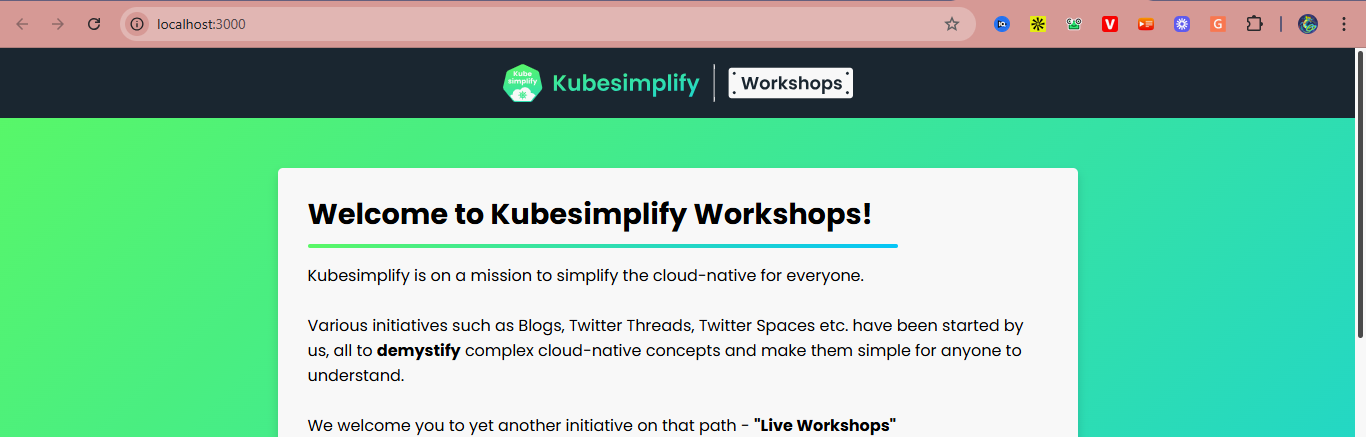 localhost:3000
Kube
simplify
Kubesimplify
Workshops
Welcome to Kubesimplify Workshops!
Kubesimplify is on a mission to simplify the cloud-native for everyone.
Various initiatives such as Blogs, Twitter Threads, Twitter Spaces etc. have been started by
us, all to demystify complex cloud-native concepts and make them simple for anyone to
understand.
We welcome you to yet another initiative on that path - "Live Workshops"